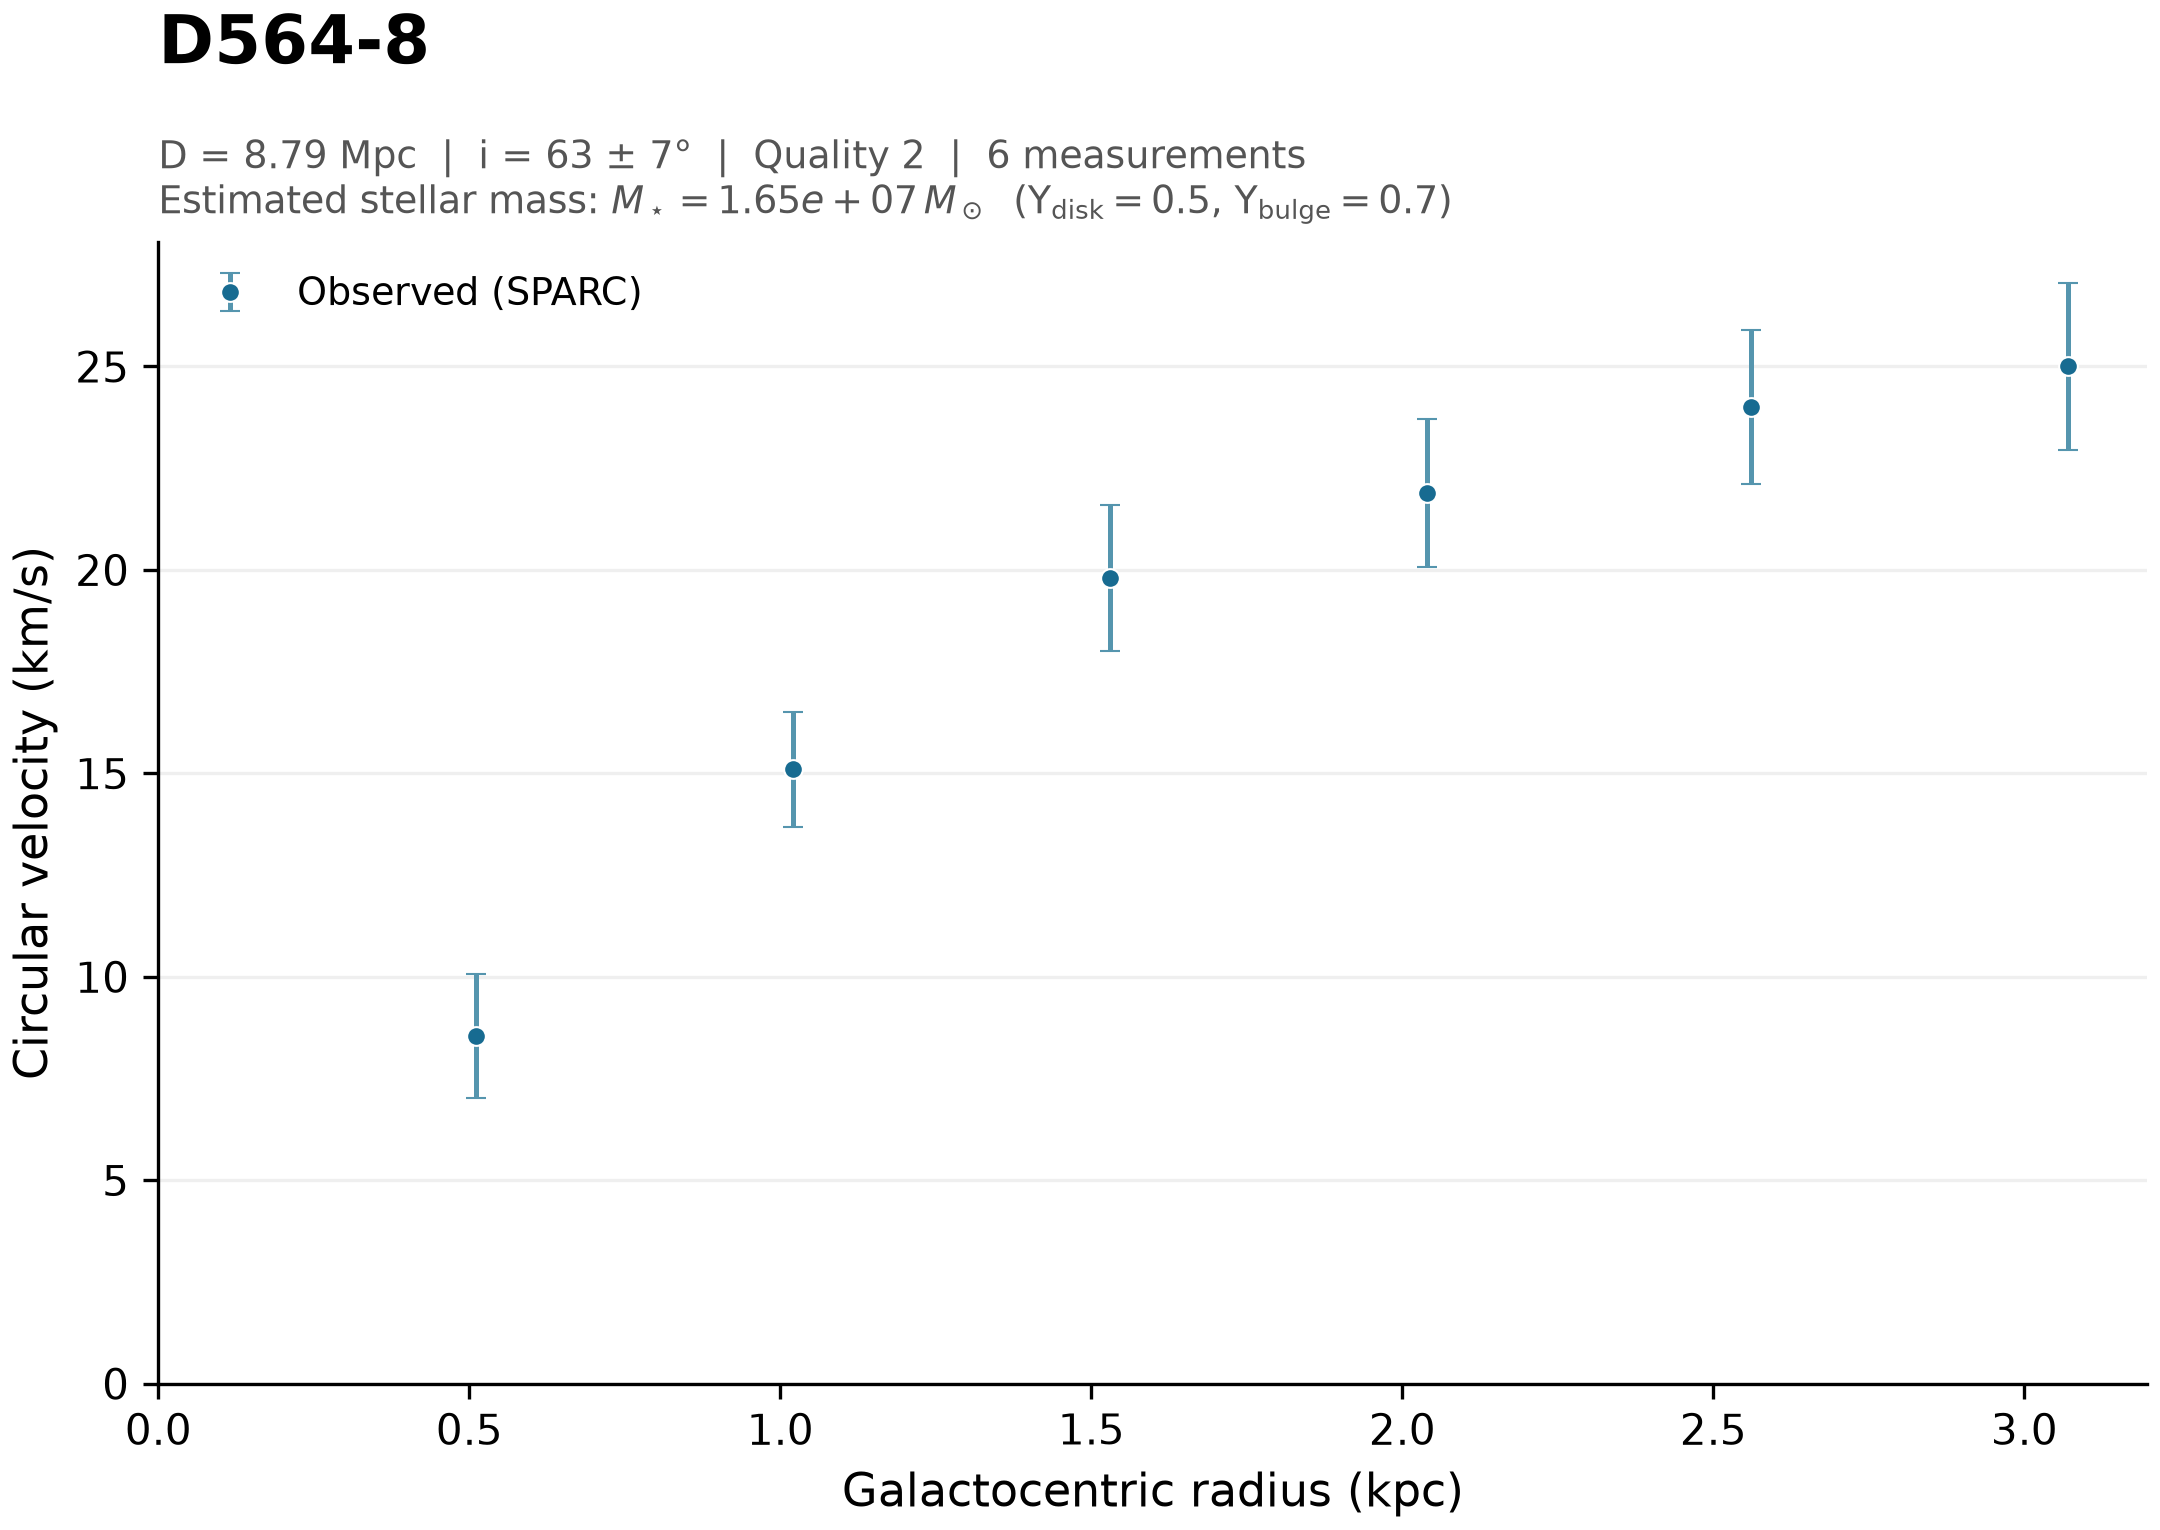 D564-8
D = 8.79 Mpc | i = 63 ± 7° | Quality 2 | 6 measurements
Estimated stellar mass: M⋆ = 1.65e + 07 M⊙ (Υdisk = 0.5, Υbulge = 0.7)
Observed (SPARC)
25
20
15
10
5
0
Circular velocity (km/s)
0.0 0.5 1.0 1.5 2.0 2.5 3.0
Galactocentric radius (kpc)